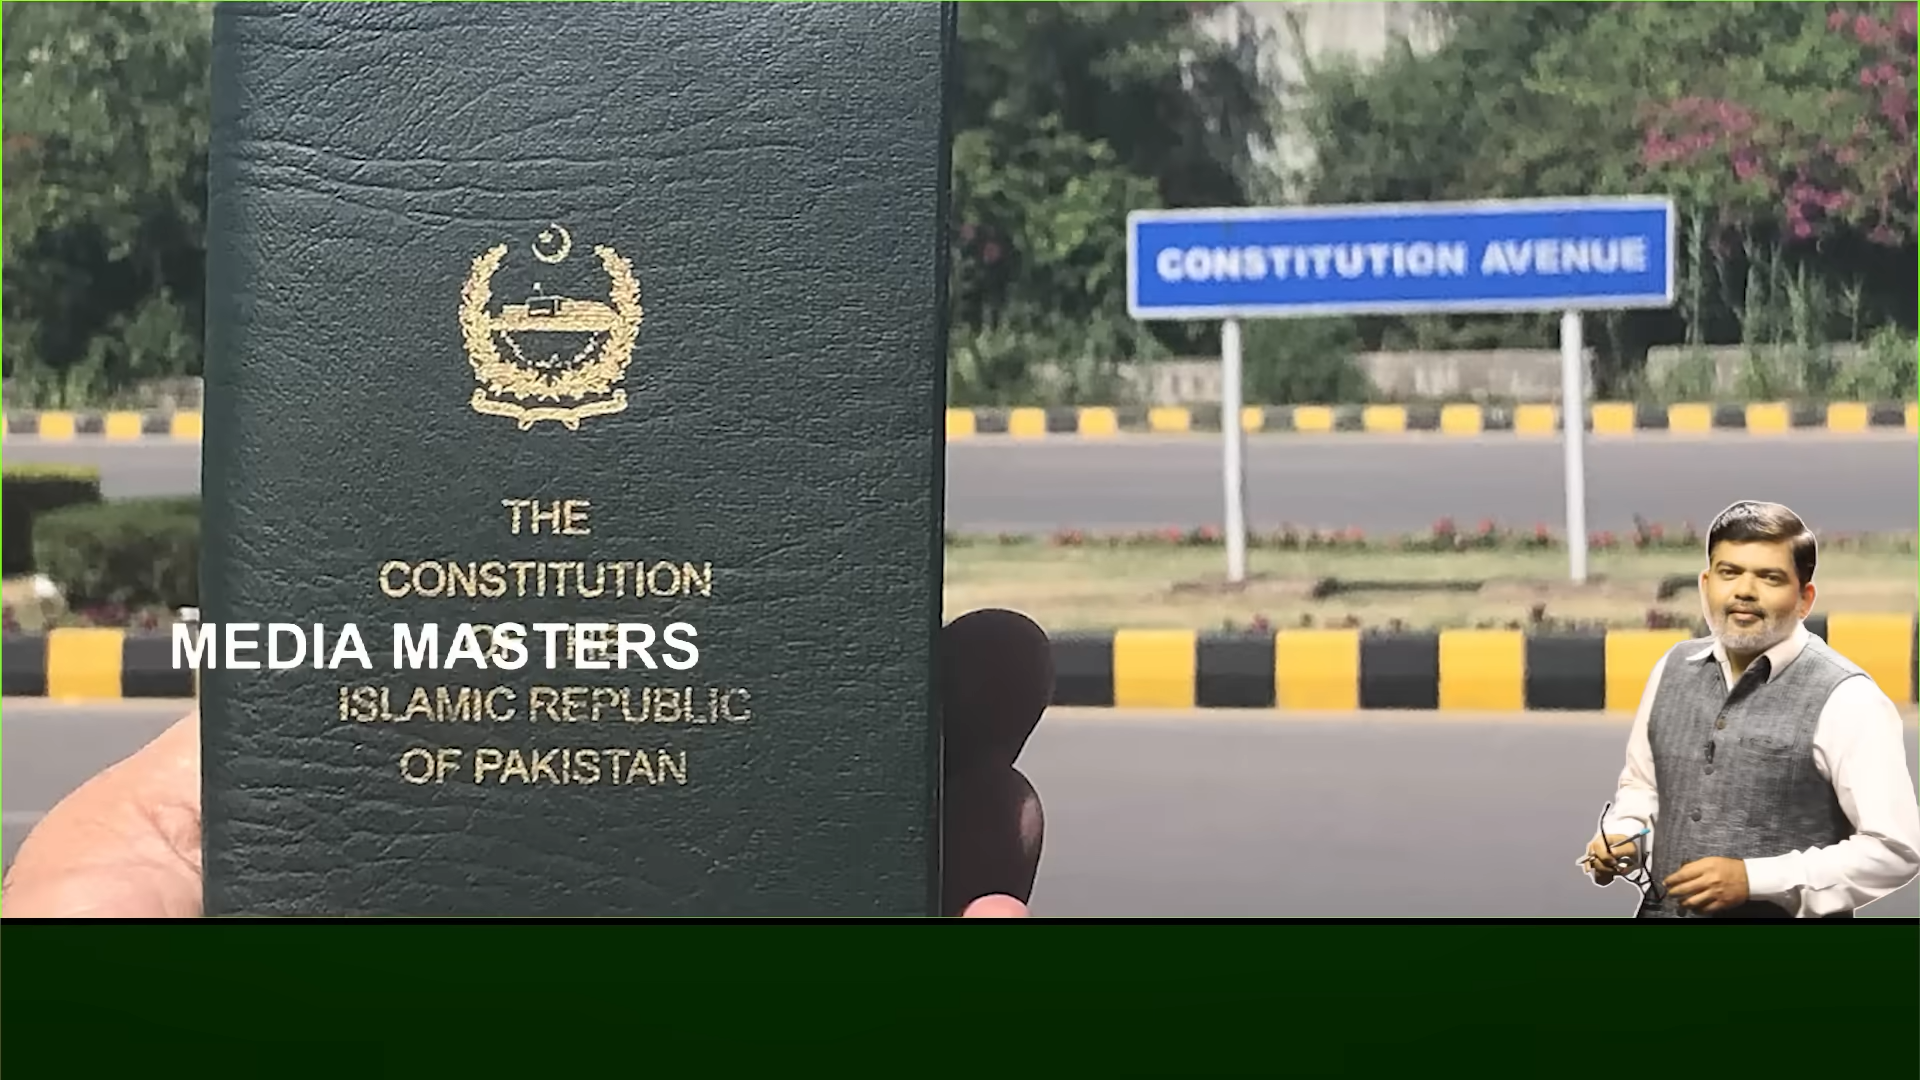 THE
CONSTITUTION
MEDIA MASTERS
ISLAMIC REPUBLIC
OF PAKISTAN
CONSTITUTION AVENUE